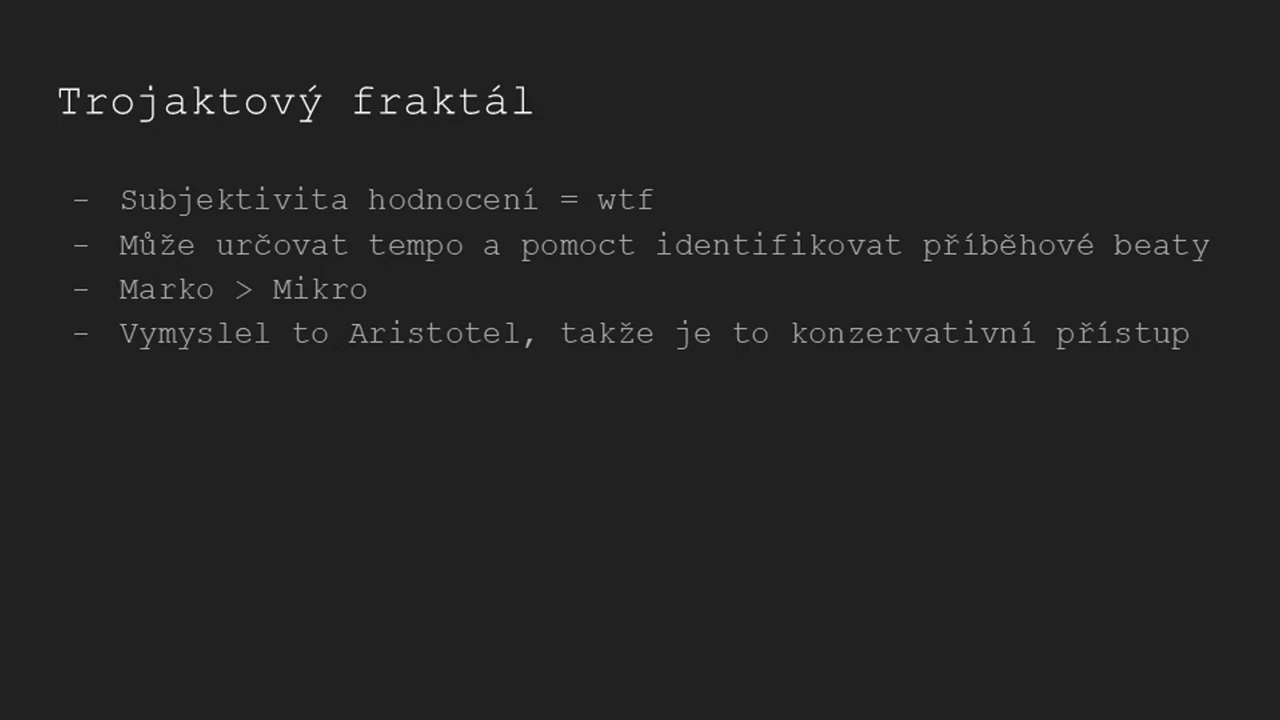 Trojaktový fraktál
- Subjektivita hodnocení = wtf
- Může určovat tempo a pomoct identifikovat příběhové beaty
- Marko > Mikro
- Vymyslel to Aristotel, takže je to konzervativní přístup